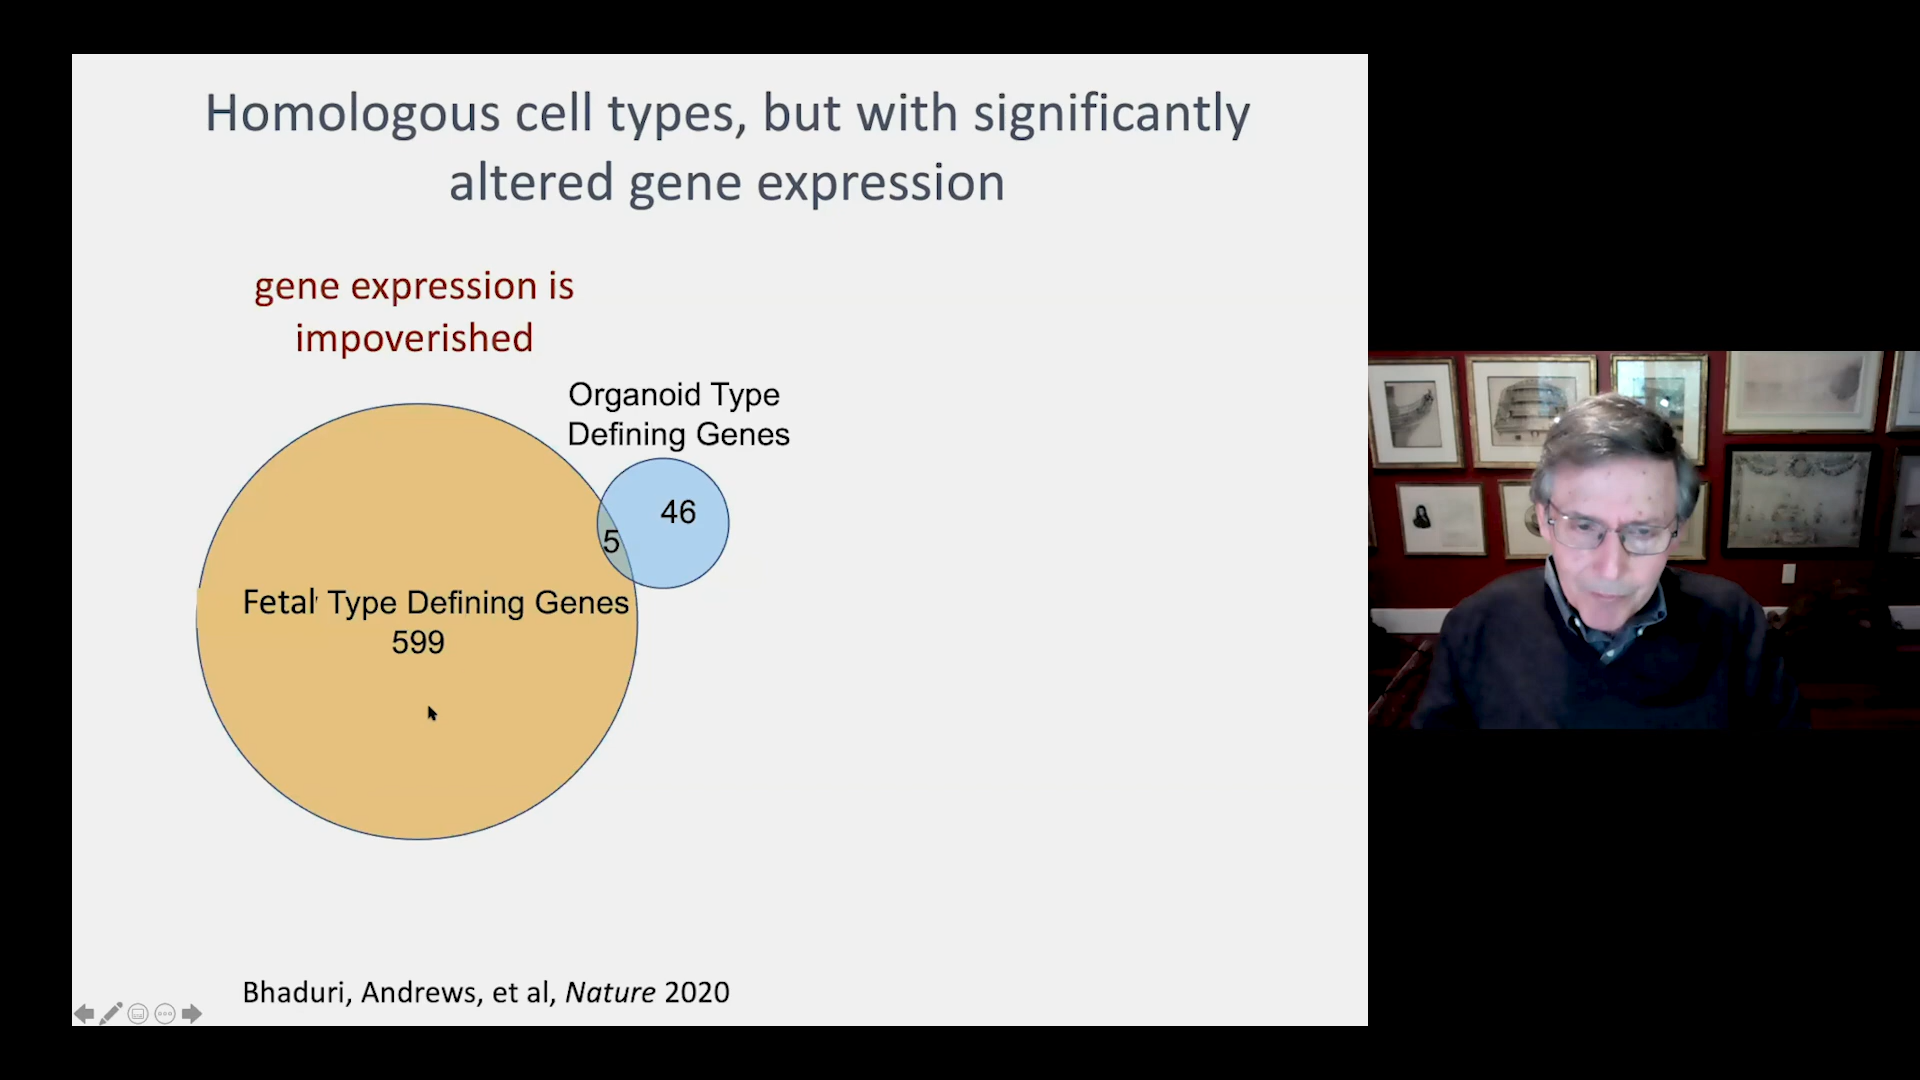 Homologous cell types, but with significantly
altered gene expression
gene expression is
impoverished
Organoid Type
Defining Genes
46
5
Fetal Type Defining Genes
599
Bhaduri, Andrews, et al, Nature 2020